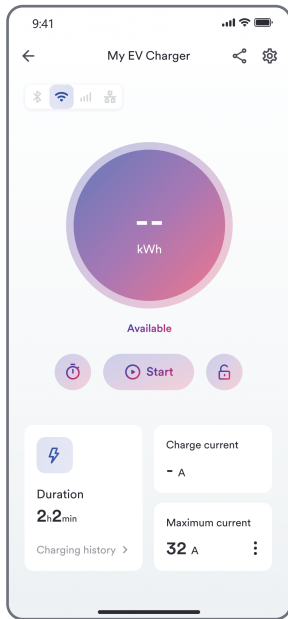 9:41
My EV Charger
--
kWh
Available
Start
Duration
2h2min
Charging history >
Charge current
- A
Maximum current
32 A